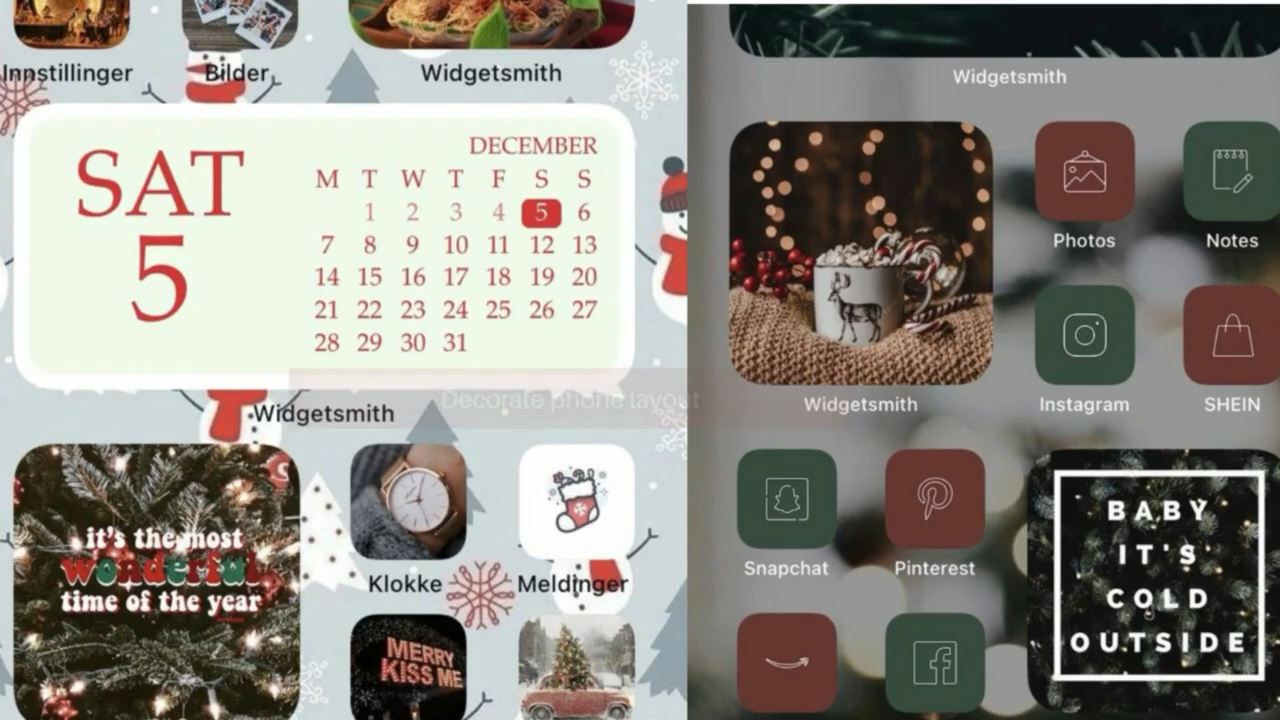 Innstillinger
Bilder
Widgetsmith
SAT
5
DECEMBER
M T W T F S S
1 2 3 4 5 6
7 8 9 10 11 12 13
14 15 16 17 18 19 20
21 22 23 24 25 26 27
28 29 30 31
Widgetsmith
it's the most
wonderful
time of the year
Klokke
Meldinger
MERRY
KISS ME
Decorate phone layout
Widgetsmith
Widgetsmith
Photos
Notes
Instagram
SHEIN
Snapchat
Pinterest
BABY
IT'S
COLD
OUTSIDE